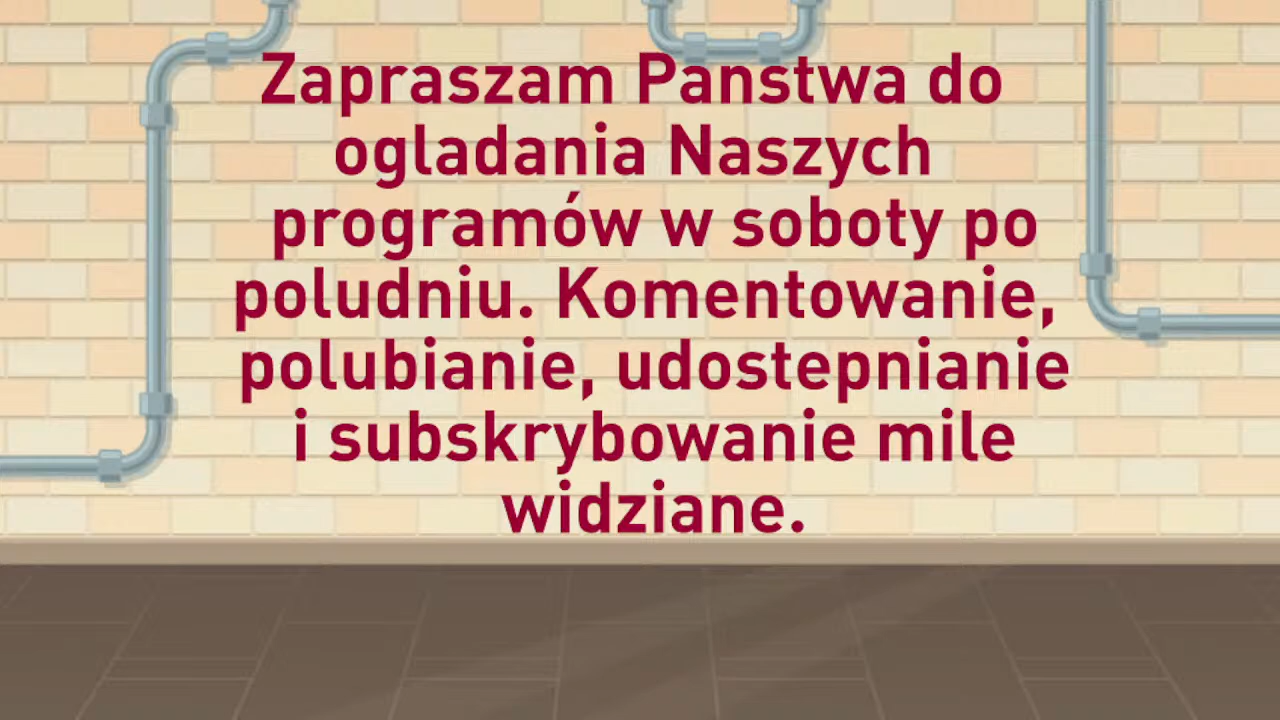 Zapraszam Panstwa do
ogladania Naszych
programów w soboty po
poludniu. Komentowanie,
polubianie, udostepnianie
i subskrybowanie mile
widziane.